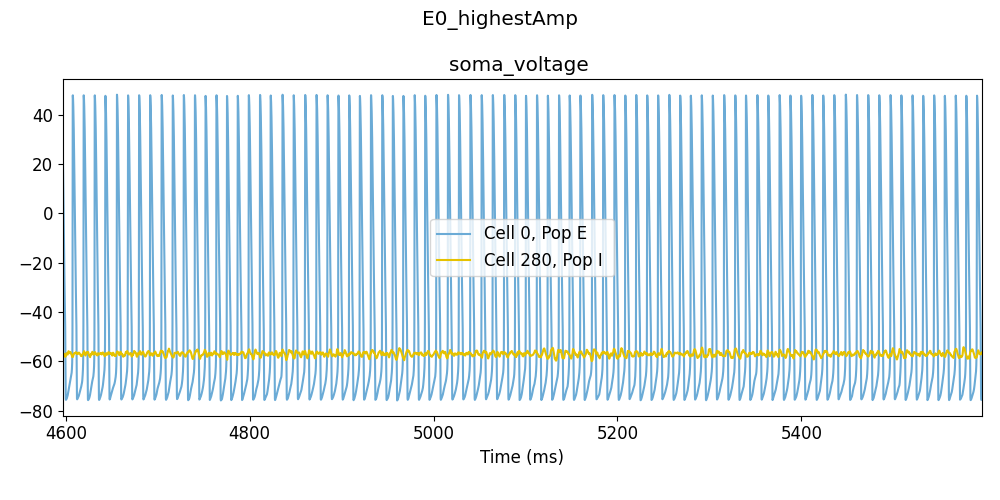 E0_highestAmp
soma_voltage
40
20
0
−20
−40
−60
−80
Cell 0, Pop E
Cell 280, Pop I
4600
4800
5000
5200
5400
Time (ms)